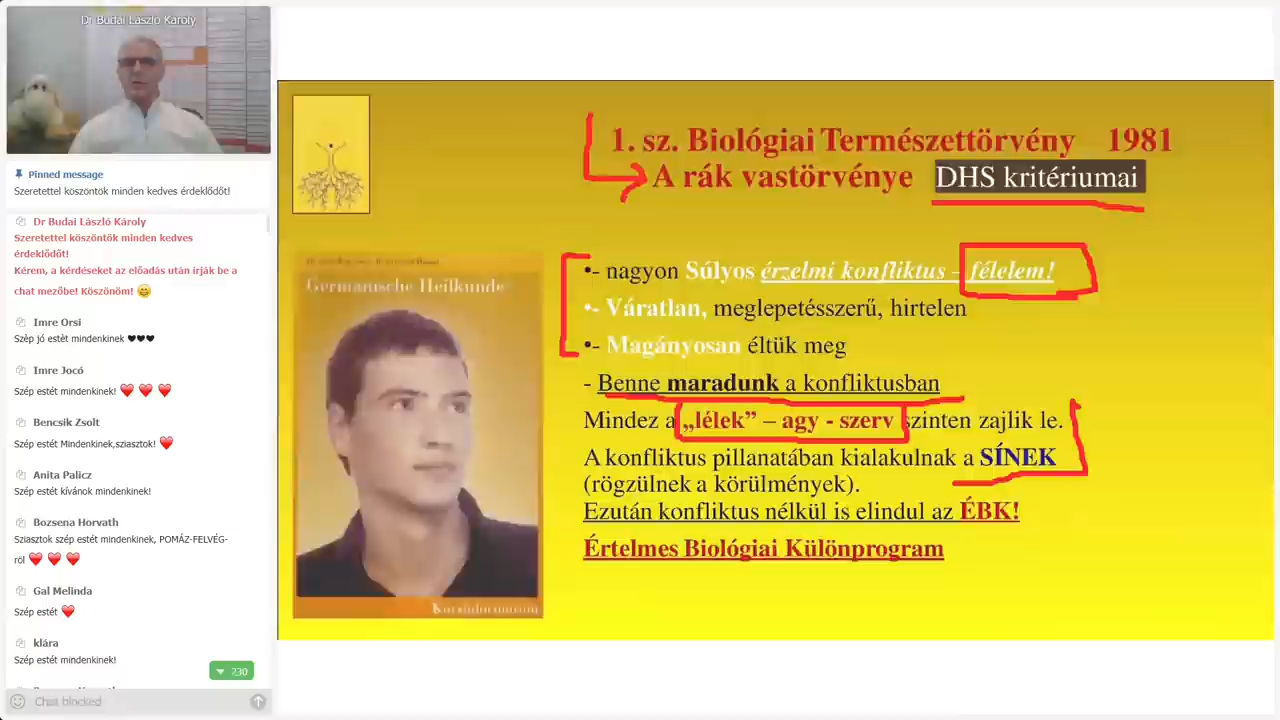 Dr Budai László Károly
Pinned message
Szeretettel köszöntök minden kedves érdeklődőt!
Dr Budai László Károly
Szeretettel köszöntök minden kedves
érdeklődőt!
Kérem, a kérdéseket az előadás után írják be a
chat mezőbe! Köszönöm! 😄
Imre Orsi
Szèp jó estèt mindenkinek ♥♥♥
Imre Jocó
Szép estét mindenkinek! ❤️ ❤️ ❤️
Bencsik Zsolt
Szép estét Mindenkinek,sziasztok! ❤️
Anita Palicz
Szép estét kívánok mindenkinek!
Bozsena Horvath
Sziasztok szép estét mindenkinek, POMÁZ-FELVÉG-
ről ❤️ ❤️ ❤️
Gal Melinda
Szép estét ❤️
klára
Szép estét mindenkinek!
230
Chat blocked
1. sz. Biológiai Természettörvény 1981
A rák vastörvénye DHS kritériumai
Germanische Heilkunde
•- nagyon Súlyos érzelmi konfliktus – félelem!
•- Váratlan, meglepetésszerű, hirtelen
•- Magányosan éltük meg
- Benne maradunk a konfliktusban
Mindez a „lélek” – agy - szerv szinten zajlik le.
A konfliktus pillanatában kialakulnak a SÍNEK
(rögzülnek a körülmények).
Ezután konfliktus nélkül is elindul az ÉBK!
Értelmes Biológiai Különprogram